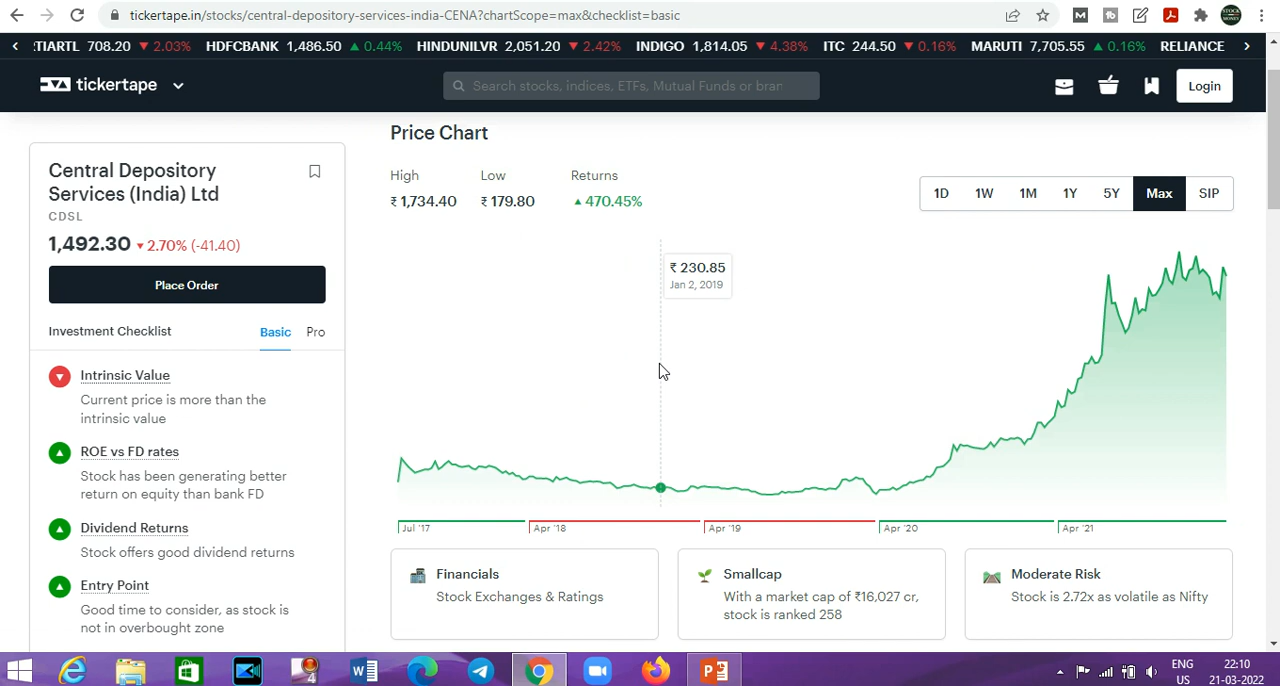 tickertape.in/stocks/central-depository-services-india-CENA?chartScope=max&checklist=basic
:TIARTL 708.20 ▼ 2.03% HDFCBANK 1,486.50 ▲ 0.44% HINDUNILVR 2,051.20 ▼ 2.42% INDIGO 1,814.05 ▼ 4.38% ITC 244.50 ▼ 0.16% MARUTI 7,705.55 ▲ 0.16% RELIANCE
tickertape
Search stocks, indices, ETFs, Mutual Funds or brar
Login
Central Depository
Services (India) Ltd
CDSL
1,492.30 ▼ 2.70% (-41.40)
Place Order
Investment Checklist Basic Pro
Intrinsic Value
Current price is more than the
intrinsic value
ROE vs FD rates
Stock has been generating better
return on equity than bank FD
Dividend Returns
Stock offers good dividend returns
Entry Point
Good time to consider, as stock is
not in overbought zone
Price Chart
High Low Returns
₹ 1,734.40 ₹ 179.80 ▲ 470.45%
1D 1W 1M 1Y 5Y Max SIP
₹ 230.85
Jan 2, 2019
Jul '17 Apr '18 Apr '19 Apr '20 Apr '21
Financials
Stock Exchanges & Ratings
Smallcap
With a market cap of ₹16,027 cr,
stock is ranked 258
Moderate Risk
Stock is 2.72x as volatile as Nifty
ENG
US
22:10
21-03-2022